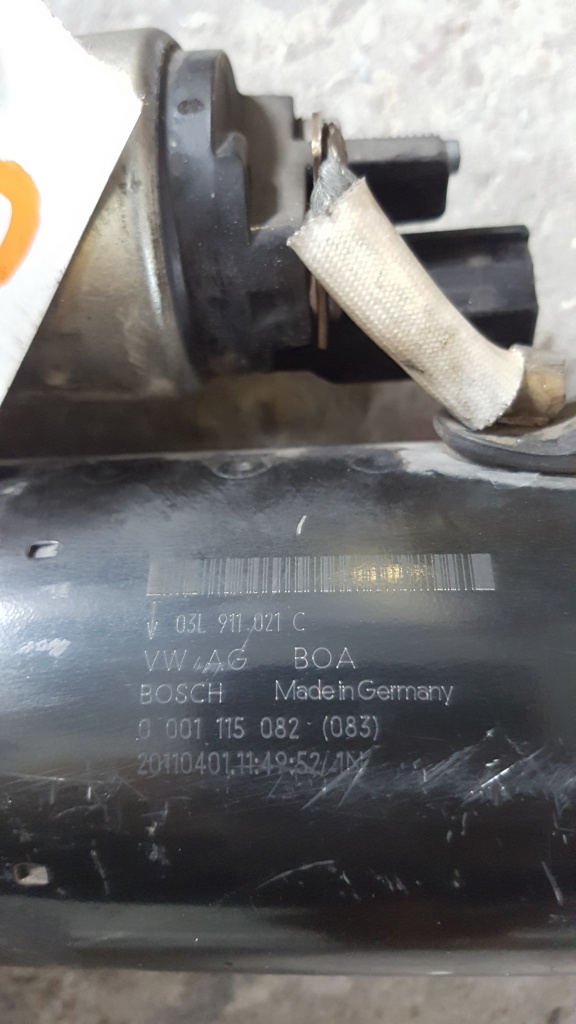 03L 911 021 C
VW AG BOA
BOSCH Made in Germany
0 001 115 082 (083)
20110401,11:49:52/1N